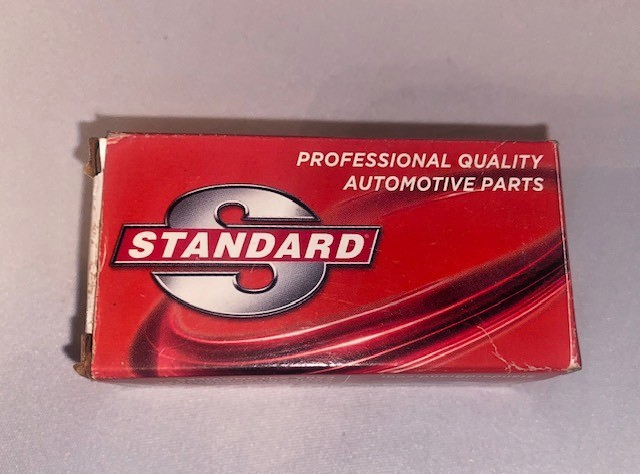 PROFESSIONAL QUALITY
AUTOMOTIVE PARTS
S
STANDARD®